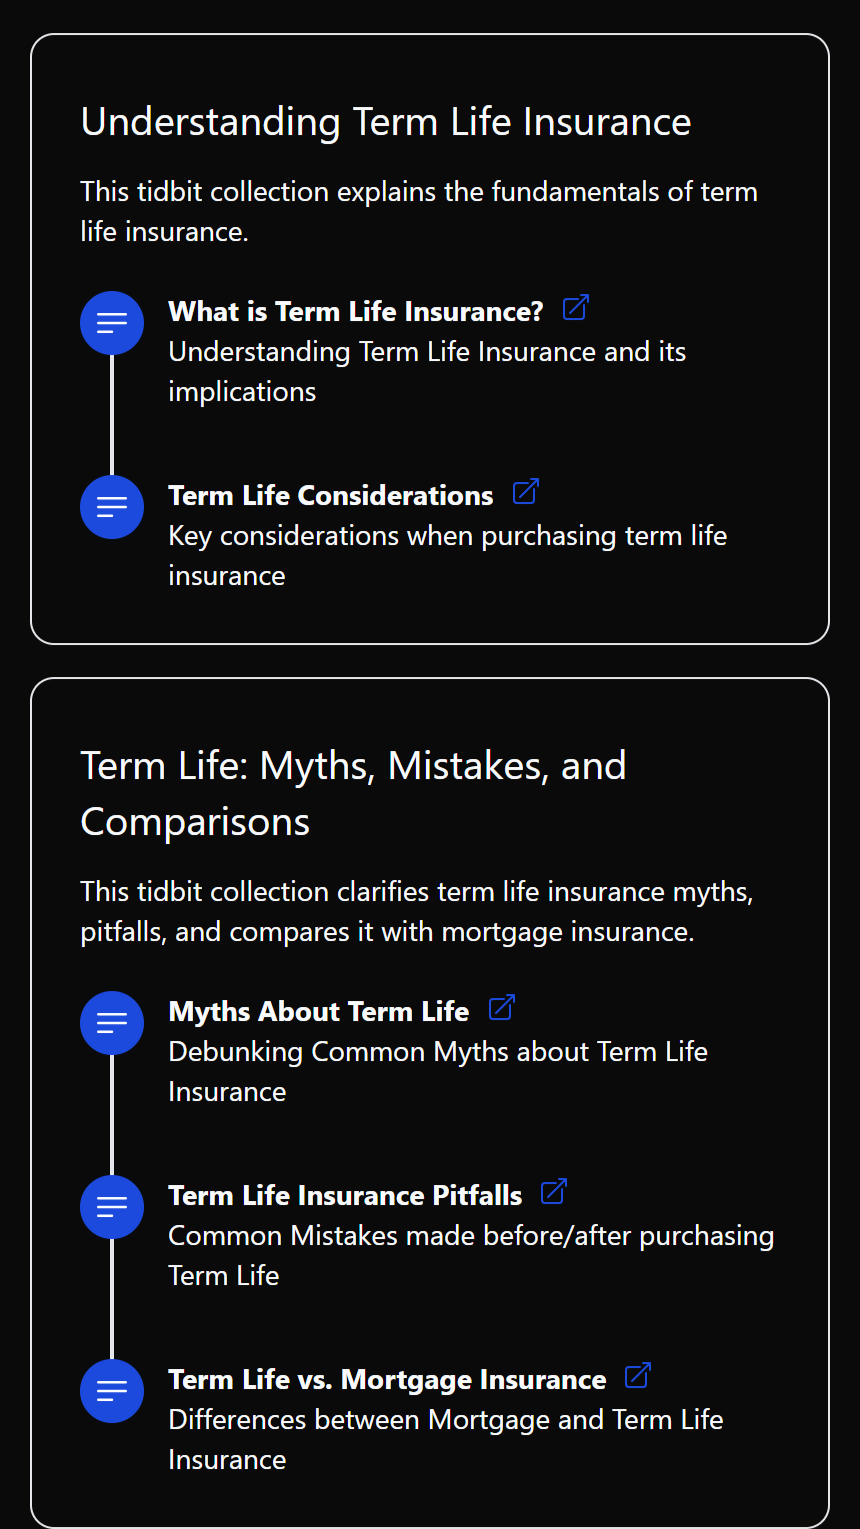 Understanding Term Life Insurance
This tidbit collection explains the fundamentals of term
life insurance.
What is Term Life Insurance?
Understanding Term Life Insurance and its
implications
Term Life Considerations
Key considerations when purchasing term life
insurance
Term Life: Myths, Mistakes, and
Comparisons
This tidbit collection clarifies term life insurance myths,
pitfalls, and compares it with mortgage insurance.
Myths About Term Life
Debunking Common Myths about Term Life
Insurance
Term Life Insurance Pitfalls
Common Mistakes made before/after purchasing
Term Life
Term Life vs. Mortgage Insurance
Differences between Mortgage and Term Life
Insurance